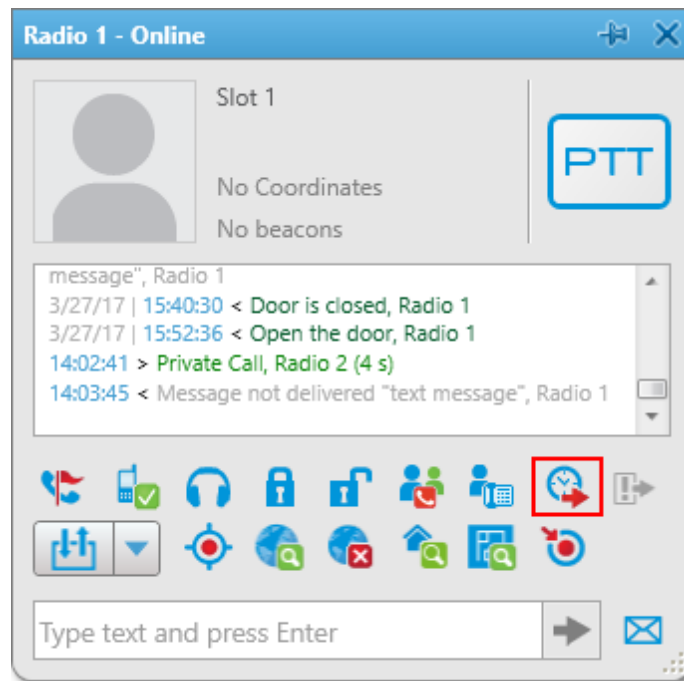 Radio 1 - Online
Slot 1
PTT
No Coordinates
No beacons
message", Radio 1
3/27/17 | 15:40:30 < Door is closed, Radio 1
3/27/17 | 15:52:36 < Open the door, Radio 1
14:02:41 > Private Call, Radio 2 (4 s)
14:03:45 < Message not delivered "text message", Radio 1
Type text and press Enter